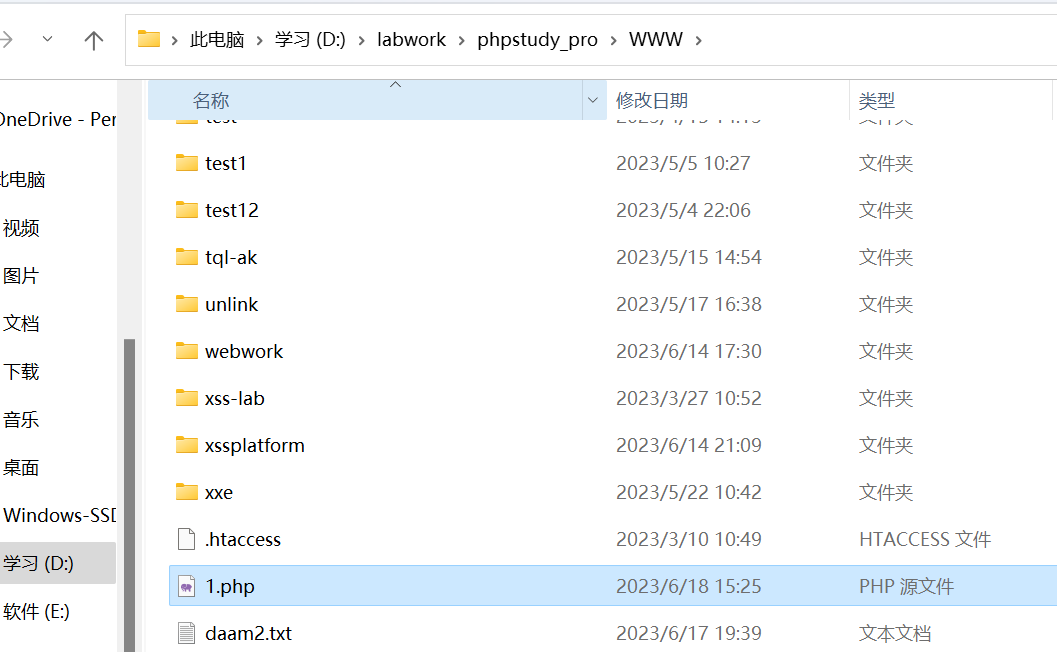 此电脑 > 学习 (D:) > labwork > phpstudy_pro > WWW >
名称 修改日期 类型
OneDrive - Per
test1 2023/5/5 10:27 文件夹
此电脑
test12 2023/5/4 22:06 文件夹
视频
tql-ak 2023/5/15 14:54 文件夹
图片
unlink 2023/5/17 16:38 文件夹
文档
webwork 2023/6/14 17:30 文件夹
下载
xss-lab 2023/3/27 10:52 文件夹
音乐
xssplatform 2023/6/14 21:09 文件夹
桌面
xxe 2023/5/22 10:42 文件夹
Windows-SSD
.htaccess 2023/3/10 10:49 HTACCESS 文件
学习 (D:)
1.php 2023/6/18 15:25 PHP 源文件
软件 (E:)
daam2.txt 2023/6/17 19:39 文本文档